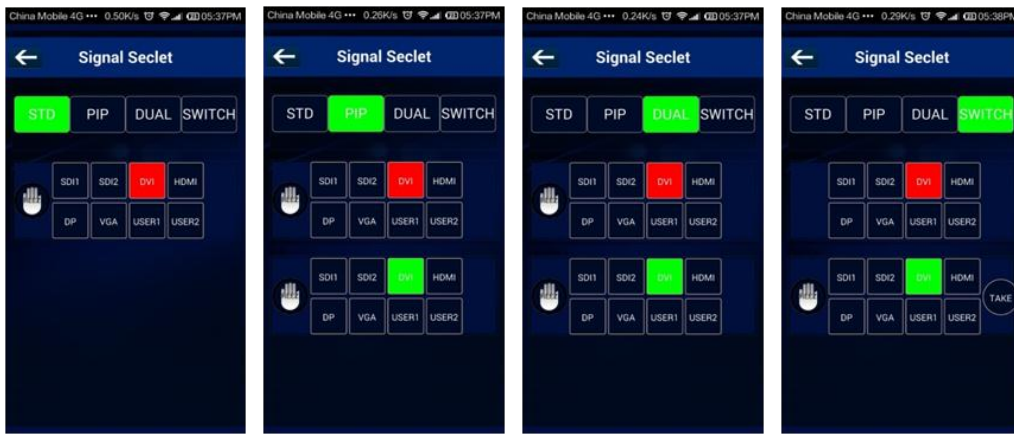 China Mobile 4G ••• 0.50K/s 05:37PM
Signal Seclet
STD PIP DUAL SWITCH
SDI1 SDI2 DVI HDMI
DP VGA USER1 USER2
China Mobile 4G ••• 0.26K/s 05:37PM
Signal Seclet
STD PIP DUAL SWITCH
SDI1 SDI2 DVI HDMI
DP VGA USER1 USER2
SDI1 SDI2 DVI HDMI
DP VGA USER1 USER2
China Mobile 4G ••• 0.24K/s 05:37PM
Signal Seclet
STD PIP DUAL SWITCH
SDI1 SDI2 DVI HDMI
DP VGA USER1 USER2
SDI1 SDI2 DVI HDMI
DP VGA USER1 USER2
China Mobile 4G ••• 0.29K/s 05:38PM
Signal Seclet
STD PIP DUAL SWITCH
SDI1 SDI2 DVI HDMI
DP VGA USER1 USER2
SDI1 SDI2 DVI HDMI
TAKE
DP VGA USER1 USER2